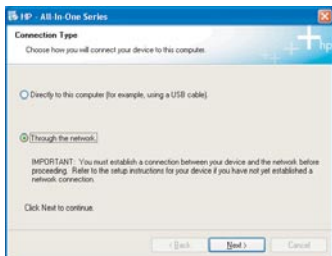 HP - All-In-One Series
Connection Type
Choose how you will connect your device to this computer.
hp
Directly to this computer (for example, using a USB cable).
Through the network.
IMPORTANT: You must establish a connection between your device and the network before
proceeding. Refer to the setup instructions for your device if you have not yet established a
network connection.
Click Next to continue.
< Back
Next >
Cancel